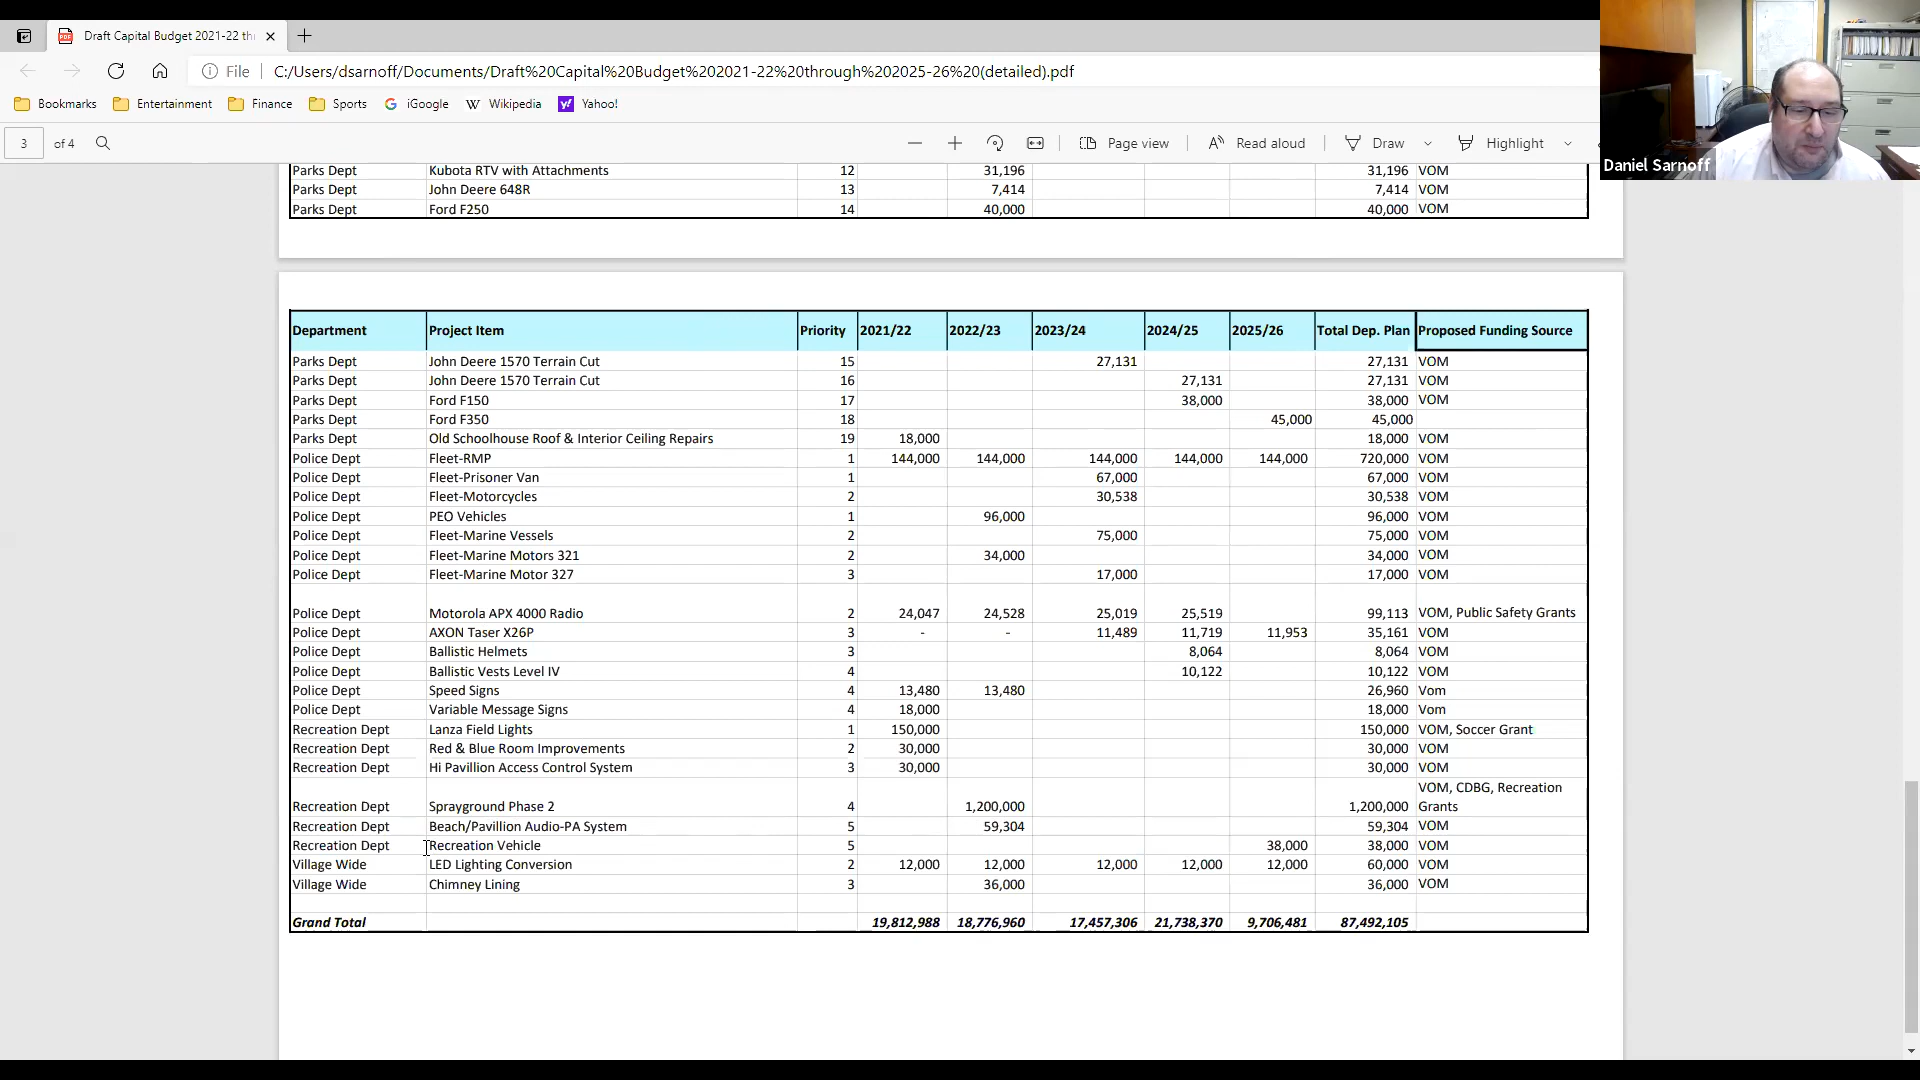 Draft Capital Budget 2021-22 thr
File C:/Users/dsarnoff/Documents/Draft%20Capital%20Budget%202021-22%20through%202025-26%20(detailed).pdf
Bookmarks Entertainment Finance Sports iGoogle Wikipedia Yahoo!
3 of 4 Page view Read aloud Draw Highlight
Daniel Sarnoff
Parks Dept Kubota RTV with Attachments 12 31,196 31,196 VOM
Parks Dept John Deere 648R 13 7,414 7,414 VOM
Parks Dept Ford F250 14 40,000 40,000 VOM
Department Project Item Priority 2021/22 2022/23 2023/24 2024/25 2025/26 Total Dep. Plan Proposed Funding Source
Parks Dept John Deere 1570 Terrain Cut 15 27,131 27,131 VOM
Parks Dept John Deere 1570 Terrain Cut 16 27,131 27,131 VOM
Parks Dept Ford F150 17 38,000 38,000 VOM
Parks Dept Ford F350 18 45,000 45,000
Parks Dept Old Schoolhouse Roof & Interior Ceiling Repairs 19 18,000 18,000 VOM
Police Dept Fleet-RMP 1 144,000 144,000 144,000 144,000 144,000 720,000 VOM
Police Dept Fleet-Prisoner Van 1 67,000 67,000 VOM
Police Dept Fleet-Motorcycles 2 30,538 30,538 VOM
Police Dept PEO Vehicles 1 96,000 96,000 VOM
Police Dept Fleet-Marine Vessels 2 75,000 75,000 VOM
Police Dept Fleet-Marine Motors 321 2 34,000 34,000 VOM
Police Dept Fleet-Marine Motor 327 3 17,000 17,000 VOM
Police Dept Motorola APX 4000 Radio 2 24,047 24,528 25,019 25,519 99,113 VOM, Public Safety Grants
Police Dept AXON Taser X26P 3 - - 11,489 11,719 11,953 35,161 VOM
Police Dept Ballistic Helmets 3 8,064 8,064 VOM
Police Dept Ballistic Vests Level IV 4 10,122 10,122 VOM
Police Dept Speed Signs 4 13,480 13,480 26,960 Vom
Police Dept Variable Message Signs 4 18,000 18,000 Vom
Recreation Dept Lanza Field Lights 1 150,000 150,000 VOM, Soccer Grant
Recreation Dept Red & Blue Room Improvements 2 30,000 30,000 VOM
Recreation Dept Hi Pavillion Access Control System 3 30,000 30,000 VOM
VOM, CDBG, Recreation
Recreation Dept Sprayground Phase 2 4 1,200,000 1,200,000 Grants
Recreation Dept Beach/Pavillion Audio-PA System 5 59,304 59,304 VOM
Recreation Dept Recreation Vehicle 5 38,000 38,000 VOM
Village Wide LED Lighting Conversion 2 12,000 12,000 12,000 12,000 12,000 60,000 VOM
Village Wide Chimney Lining 3 36,000 36,000 VOM
Grand Total 19,812,988 18,776,960 17,457,306 21,738,370 9,706,481 87,492,105